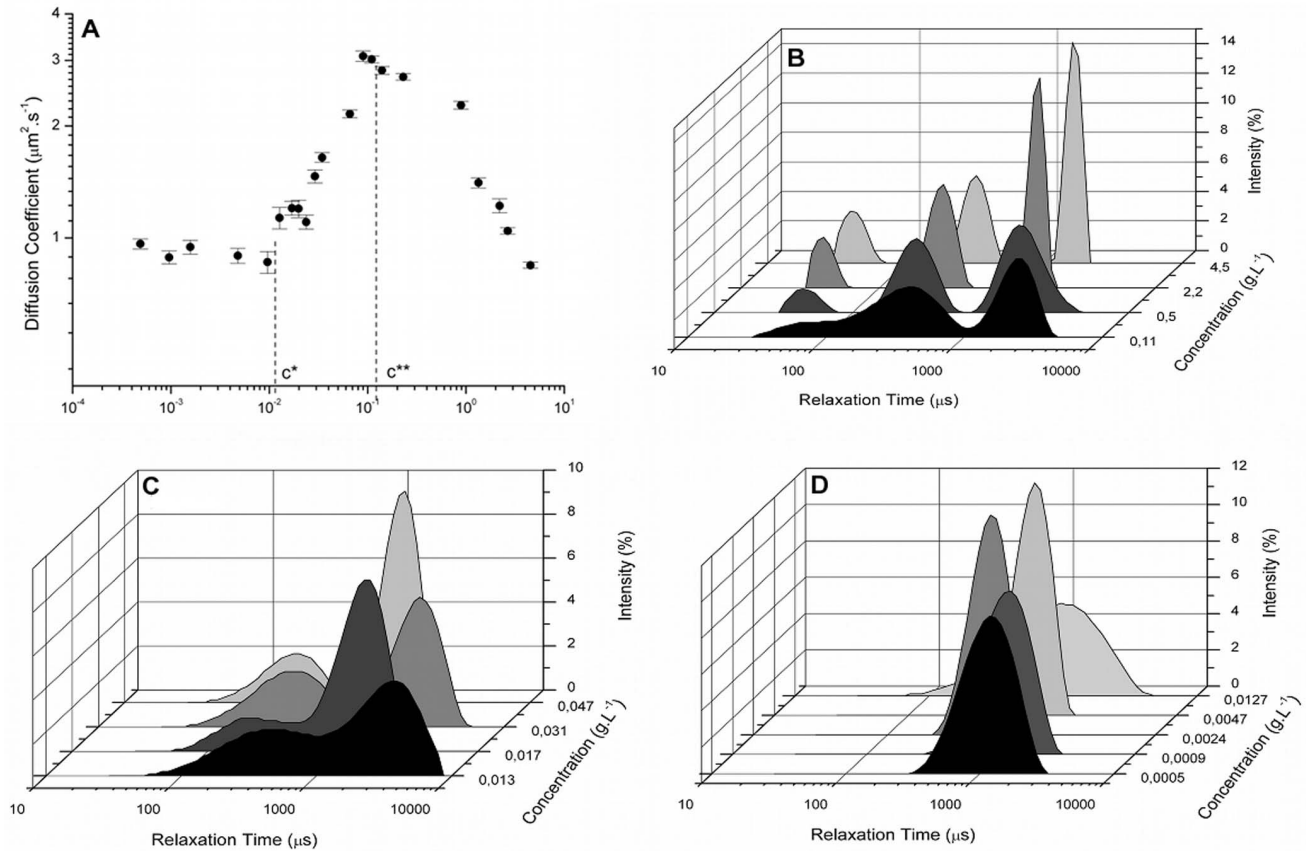 A
4
3
2
1
Diffusion Coefficient (μm².s⁻¹)
c*
c**
10⁻⁴ 10⁻³ 10⁻² 10⁻¹ 10⁰ 10¹
B
14
12
10
8
6
4
2
0
Intensity (%)
4,5
2,2
0,5
0,11
Concentration (g.L⁻¹)
10 100 1000 10000
Relaxation Time (μs)
C
10
8
6
4
2
0
Intensity (%)
0,047
0,031
0,017
0,013
Concentration (g.L⁻¹)
10 100 1000 10000
Relaxation Time (μs)
D
12
10
8
6
4
2
0
Intensity (%)
0,0127
0,0047
0,0024
0,0009
0,0005
Concentration (g.L⁻¹)
10 100 1000 10000
Relaxation Time (μs)